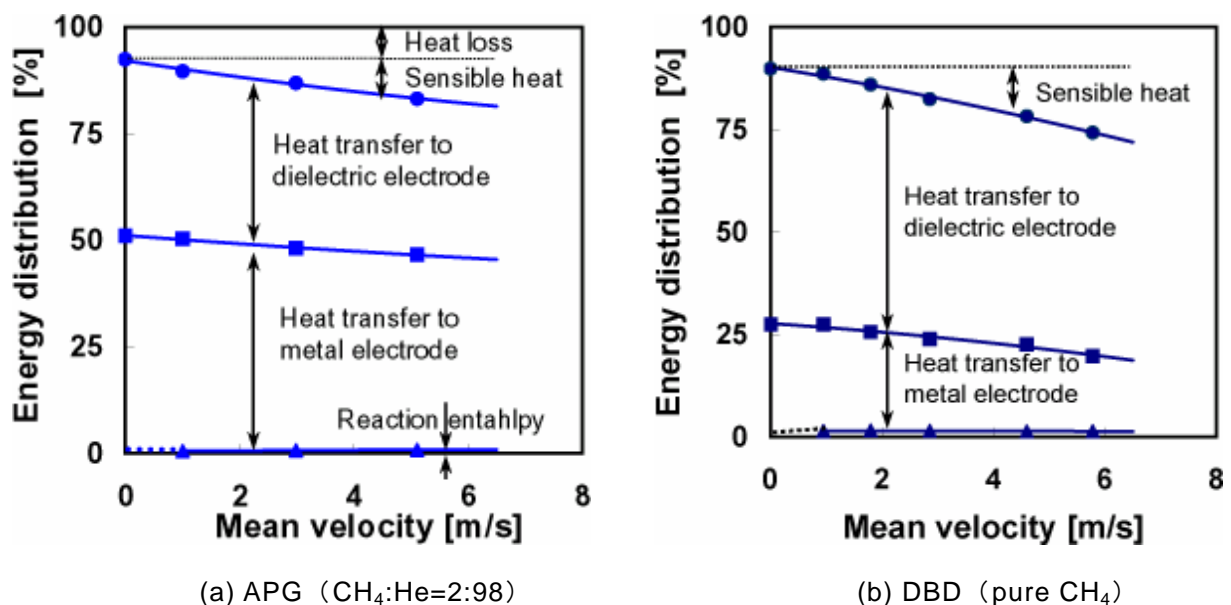 100
75
50
25
0
Energy distribution [%]
Heat loss
Sensible heat
Heat transfer to
dielectric electrode
Heat transfer to
metal electrode
Reaction entahlpy
0 2 4 6 8
Mean velocity [m/s]
(a) APG（CH₄:He=2:98）
100
75
50
25
0
Energy distribution [%]
Sensible heat
Heat transfer to
dielectric electrode
Heat transfer to
metal electrode
0 2 4 6 8
Mean velocity [m/s]
(b) DBD（pure CH₄）